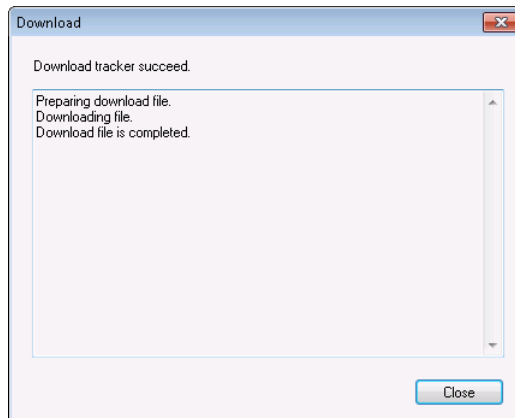 Download
Download tracker succeed.
Preparing download file.
Downloading file.
Download file is completed.
Close